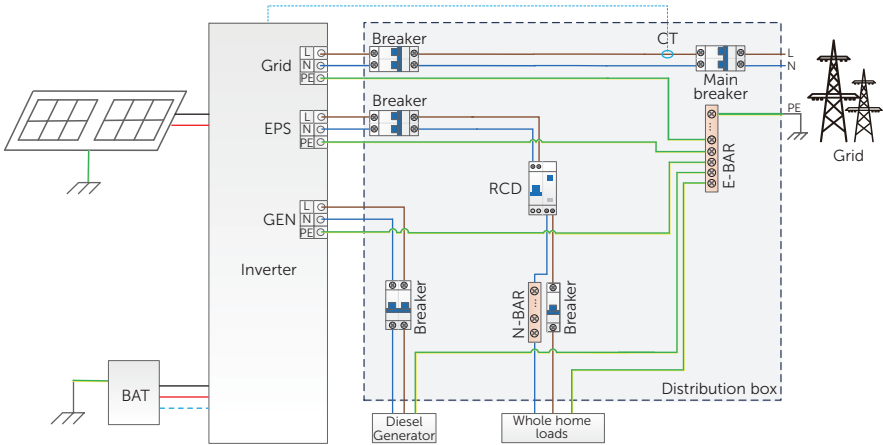 Breaker
CT
L
Grid
N
PE
L
N
Main
breaker
Breaker
L
EPS
N
PE
PE
E-BAR
Grid
RCD
L
GEN
N
PE
Inverter
Breaker
N-BAR
Breaker
BAT
Distribution box
Diesel
Generator
Whole home
loads